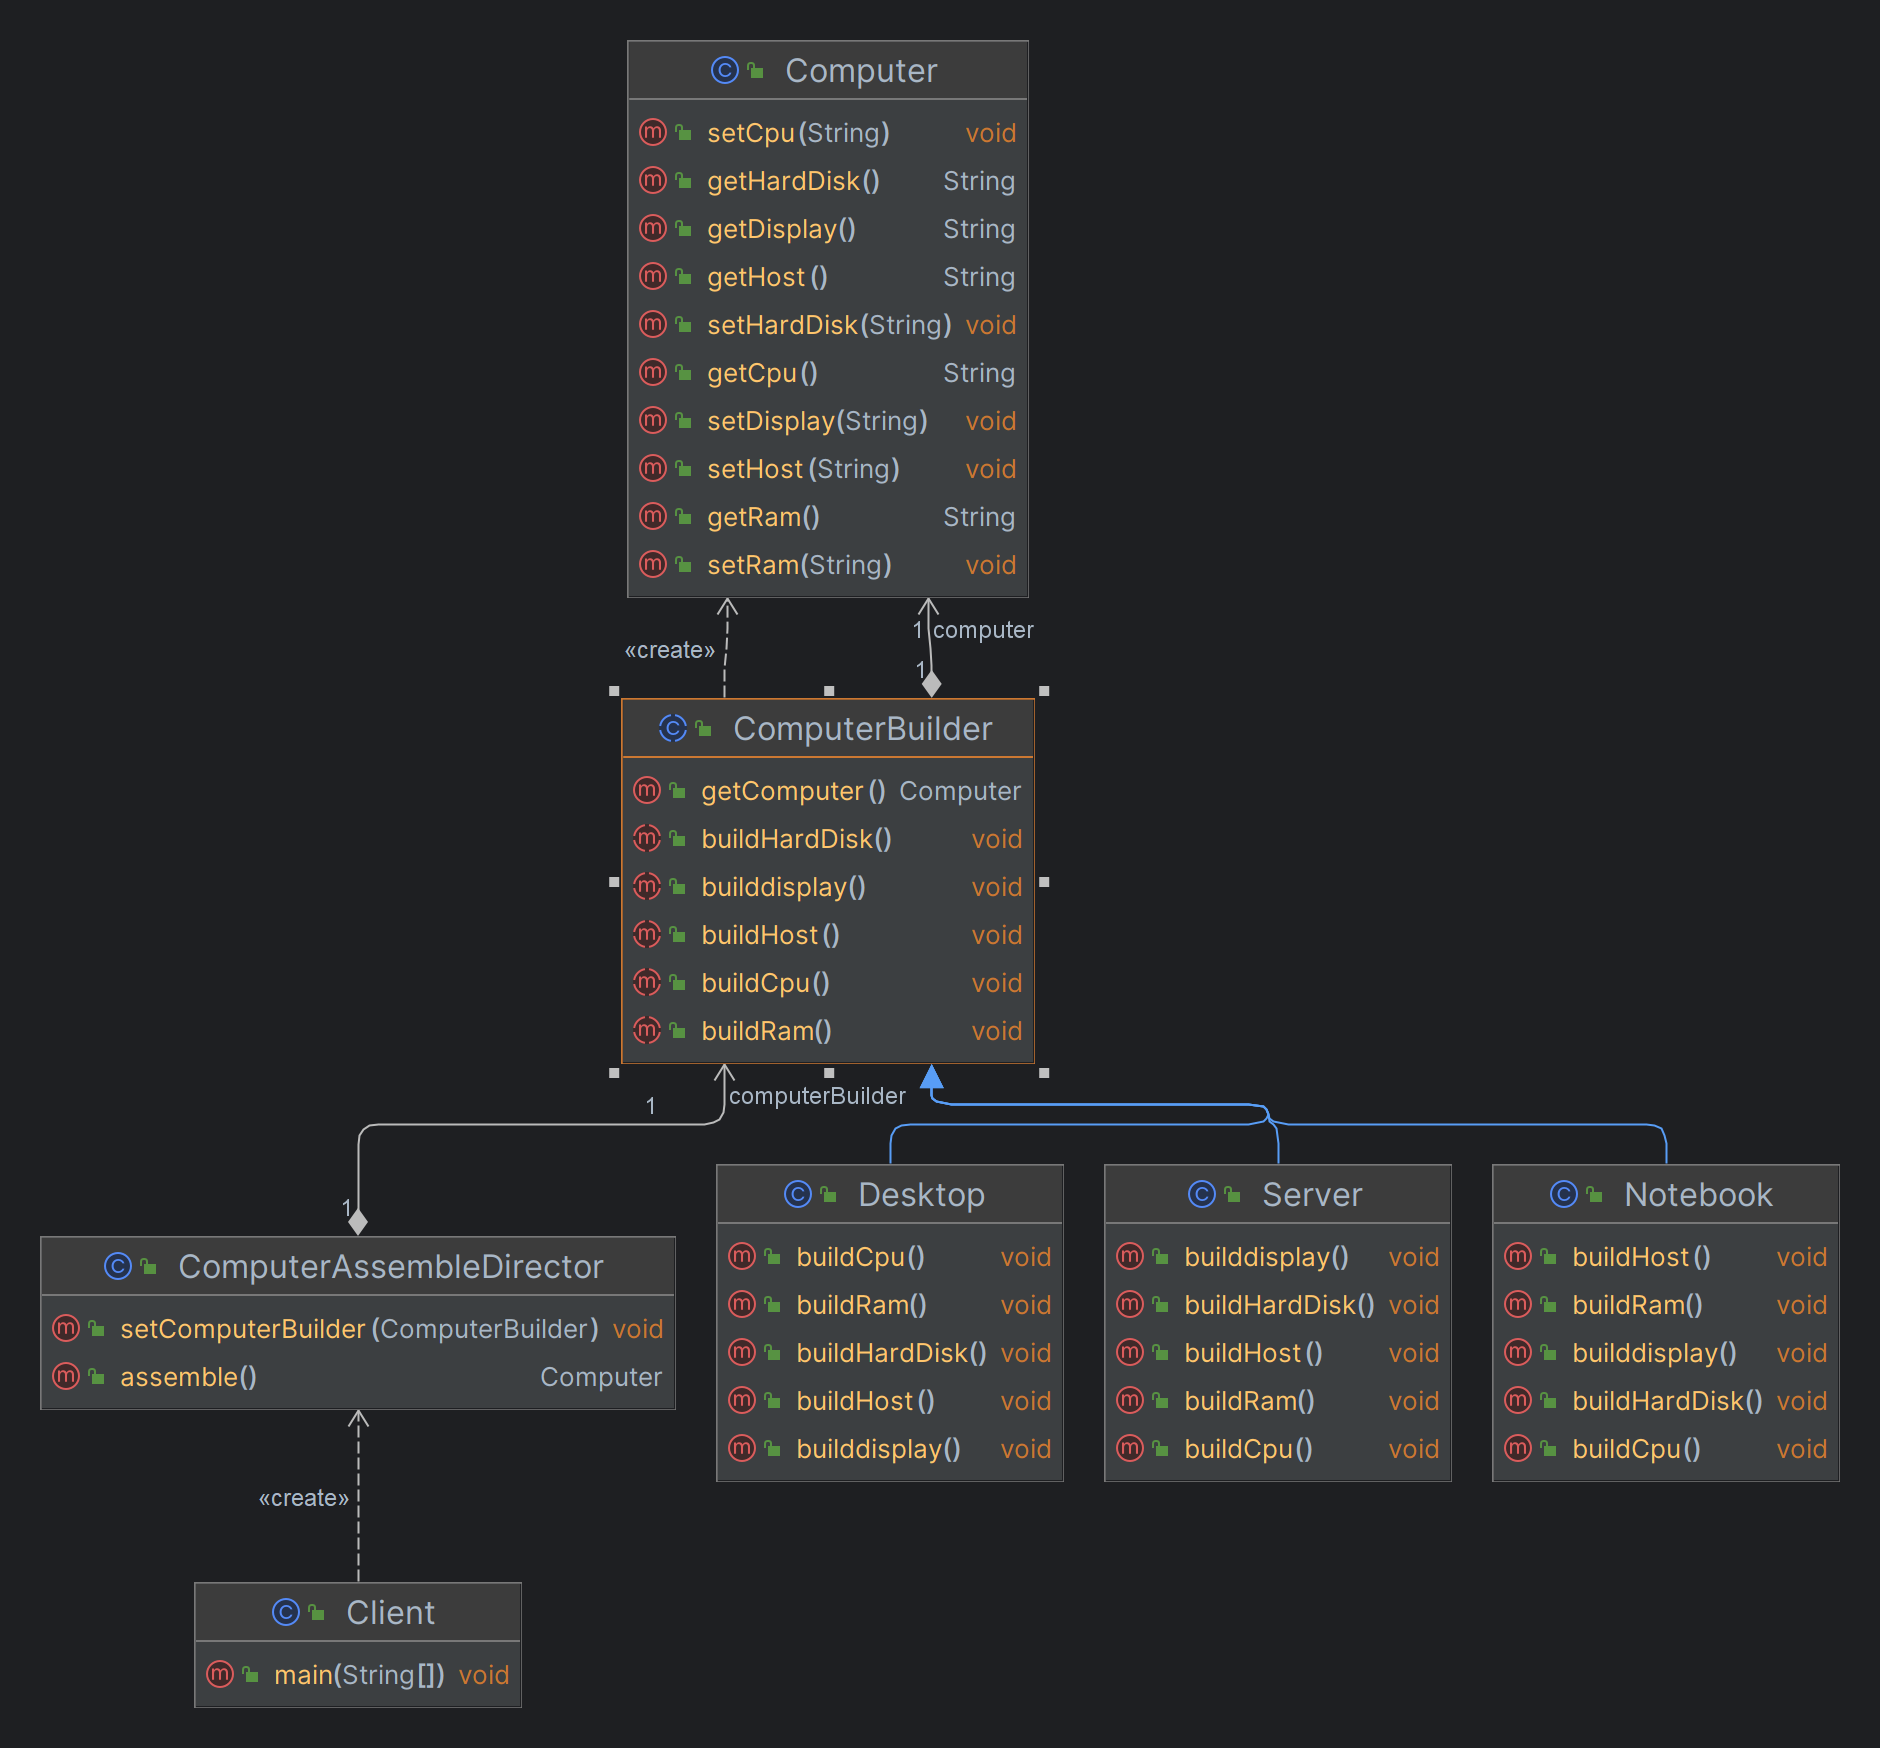 Computer
setCpu(String) void
getHardDisk() String
getDisplay() String
getHost() String
setHardDisk(String) void
getCpu() String
setDisplay(String) void
setHost(String) void
getRam() String
setRam(String) void
1 computer
«create»
1
ComputerBuilder
getComputer() Computer
buildHardDisk() void
builddisplay() void
buildHost() void
buildCpu() void
buildRam() void
1 computerBuilder
1
ComputerAssembleDirector
setComputerBuilder(ComputerBuilder) void
assemble() Computer
Desktop
buildCpu() void
buildRam() void
buildHardDisk() void
buildHost() void
builddisplay() void
Server
builddisplay() void
buildHardDisk() void
buildHost() void
buildRam() void
buildCpu() void
Notebook
buildHost() void
buildRam() void
builddisplay() void
buildHardDisk() void
buildCpu() void
«create»
Client
main(String[]) void